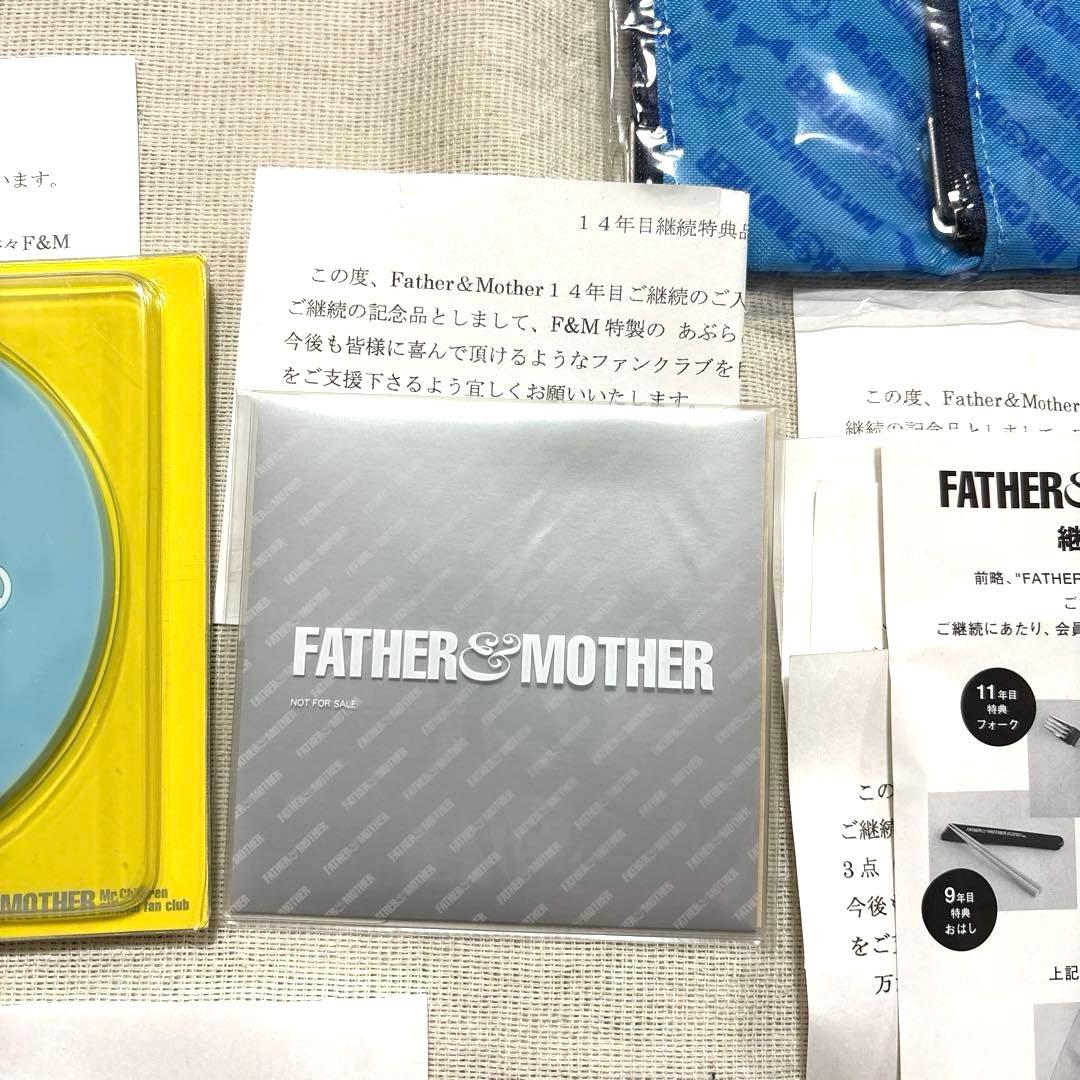 います。
々F&M
１４年目継続特典品
この度、Father&Mother１４年目ご継続のご入
ご継続の記念品としまして、F&M 特製の あぶら
今後も皆様に喜んで頂けるようなファンクラブを目
をご支援下さるよう宜しくお願いいたします。
FATHER&MOTHER
NOT FOR SALE
MOTHER Mr.Children
official fan club
この度、Father&Mother
継続の記念品としまして
FATHER&
継
前略、"FATHER
ご
ご継続にあたり、会員
11年目
特典
フォーク
9年目
特典
おはし
上記
この
ご継続
3点
今後
をご
万